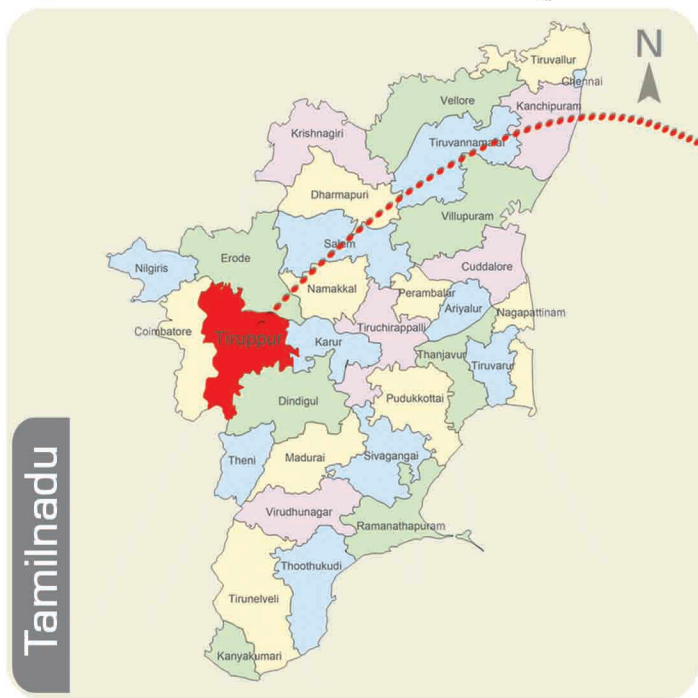 N
Tiruvallur
Chennai
Vellore
Kanchipuram
Krishnagiri
Tiruvannamalai
Dharmapuri
Villupuram
Salem
Erode
Nilgiris
Cuddalore
Namakkal
Perambalur
Ariyalur
Nagapattinam
Coimbatore
Tiruppur
Karur
Tiruchirappalli
Thanjavur
Tiruvarur
Dindigul
Pudukkottai
Theni
Madurai
Sivagangai
Virudhunagar
Ramanathapuram
Thoothukudi
Tirunelveli
Kanyakumari
Tamilnadu